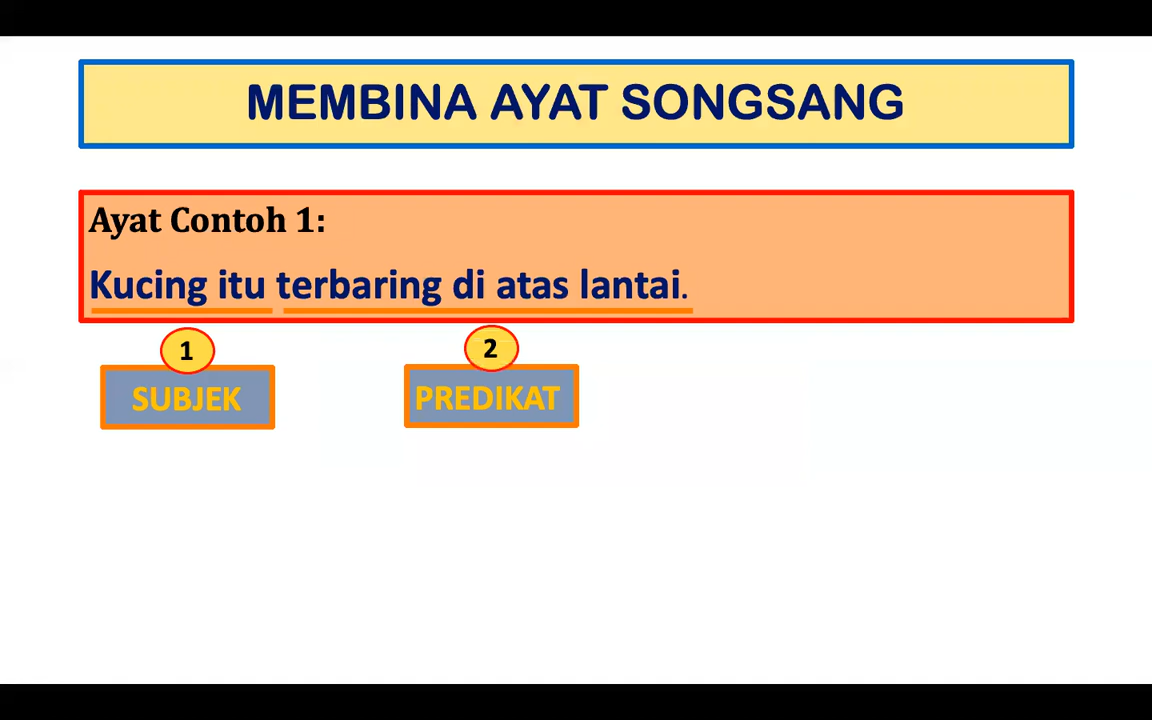 MEMBINA AYAT SONGSANG
Ayat Contoh 1:
Kucing itu terbaring di atas lantai.
1
2
SUBJEK
PREDIKAT